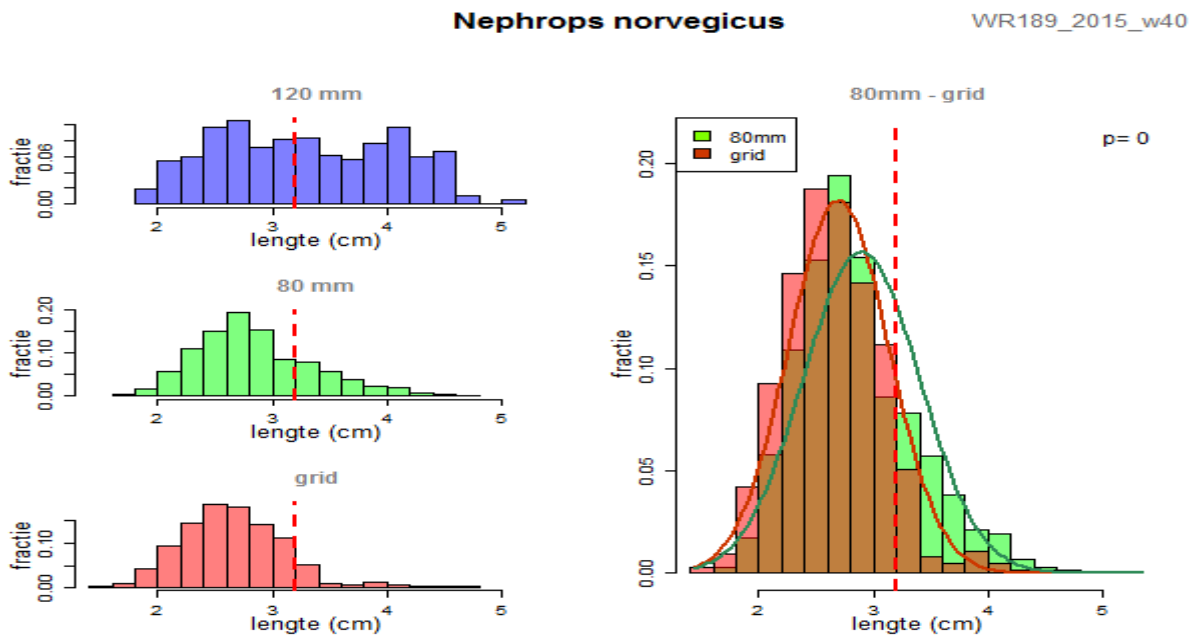 Nephrops norvegicus
WR189_2015_w40
120 mm
fractie
0.00
0.06
2 3 4 5
lengte (cm)
80 mm
fractie
0.00 0.10 0.20
2 3 4 5
lengte (cm)
grid
fractie
0.00 0.10
2 3 4 5
lengte (cm)
80mm - grid
80mm
grid
p= 0
fractie
0.00 0.05 0.10 0.15 0.20
2 3 4 5
lengte (cm)